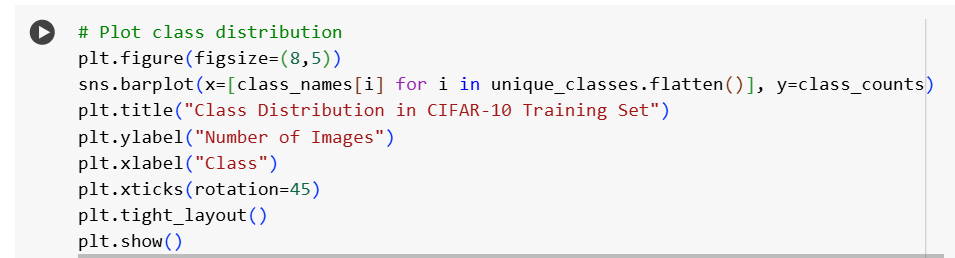 # Plot class distribution
plt.figure(figsize=(8,5))
sns.barplot(x=[class_names[i] for i in unique_classes.flatten()], y=class_counts)
plt.title("Class Distribution in CIFAR-10 Training Set")
plt.ylabel("Number of Images")
plt.xlabel("Class")
plt.xticks(rotation=45)
plt.tight_layout()
plt.show()